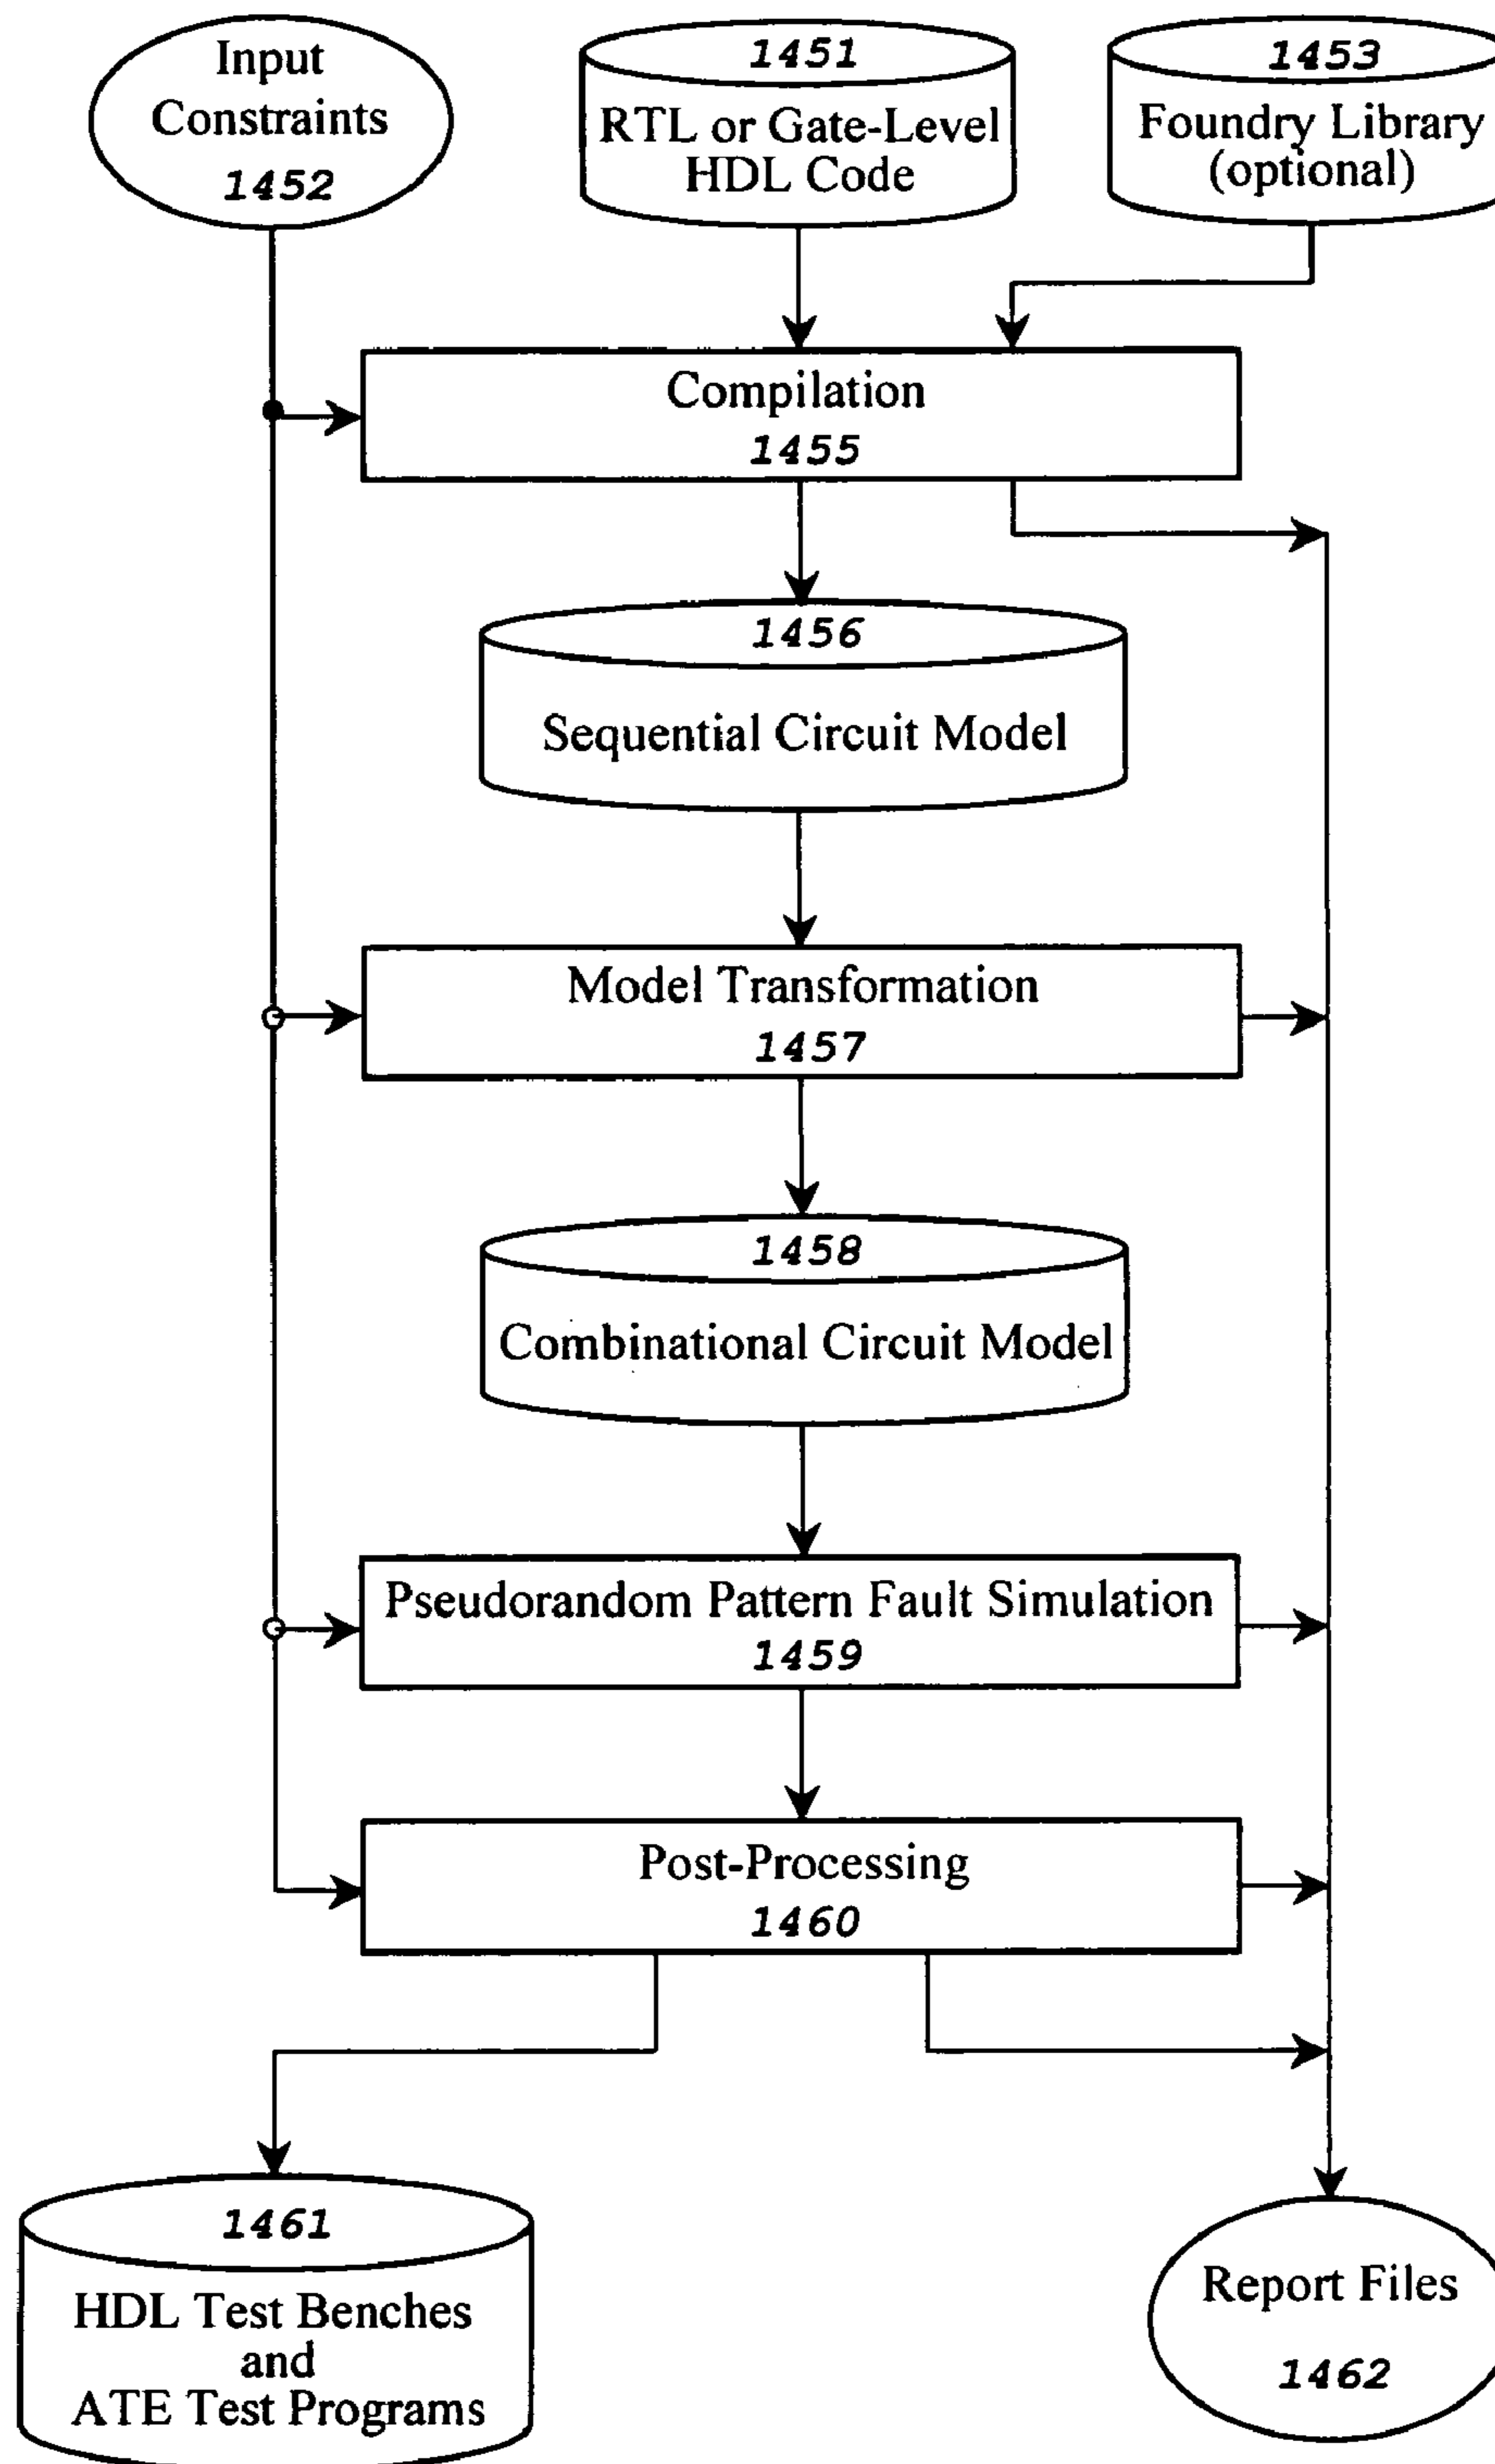 Input
Constraints
1452
1451
RTL or Gate-Level
HDL Code
1453
Foundry Library
(optional)
Compilation
1455
1456
Sequential Circuit Model
Model Transformation
1457
1458
Combinational Circuit Model
Pseudorandom Pattern Fault Simulation
1459
Post-Processing
1460
1461
HDL Test Benches
and
ATE Test Programs
Report Files
1462